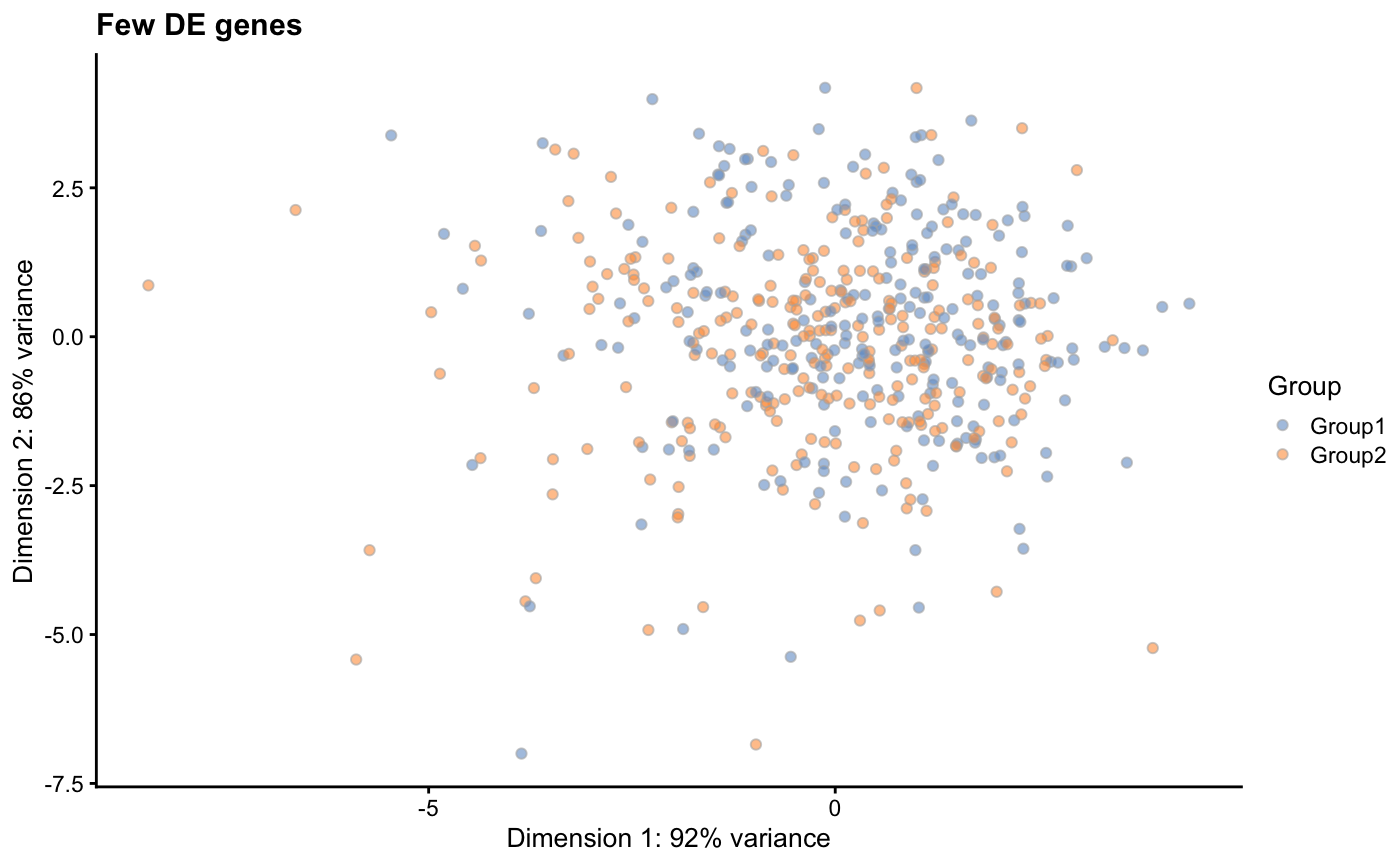 Few DE genes
2.5
0.0
-2.5
-5.0
-7.5
Dimension 2: 86% variance
-5
0
Dimension 1: 92% variance
Group
Group1
Group2